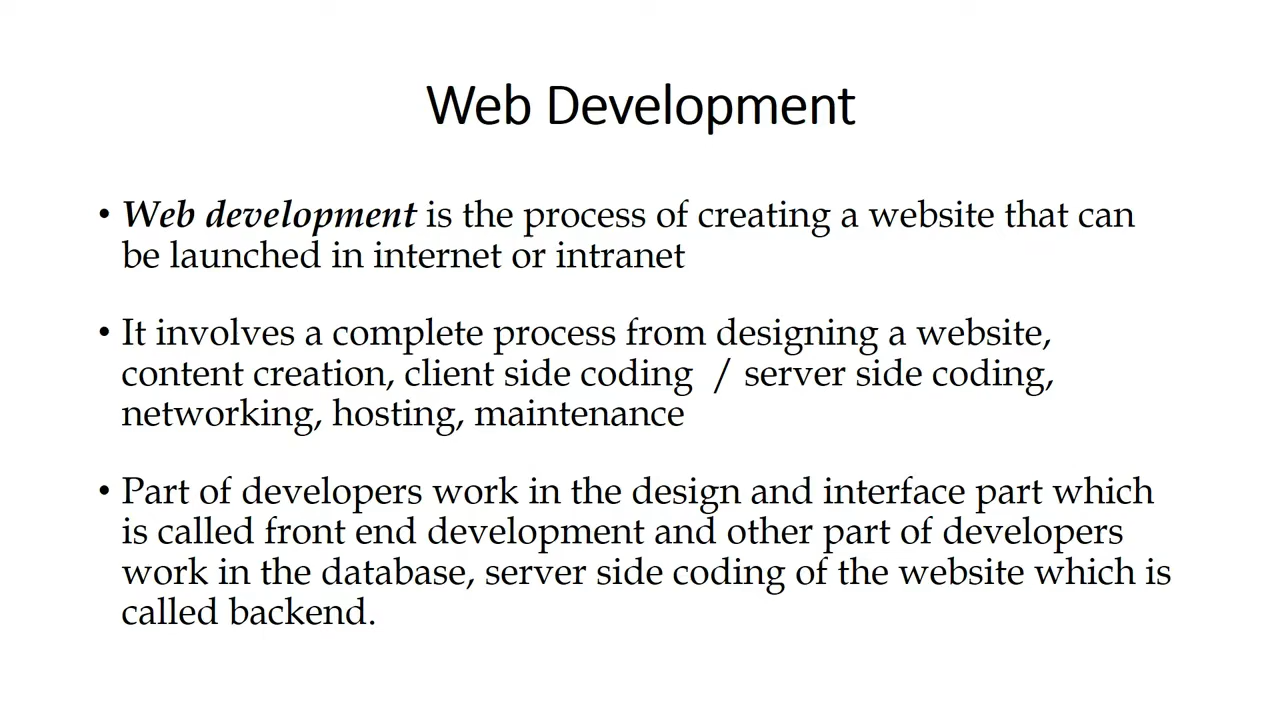 Web Development
• Web development is the process of creating a website that can
be launched in internet or intranet
• It involves a complete process from designing a website,
content creation, client side coding / server side coding,
networking, hosting, maintenance
• Part of developers work in the design and interface part which
is called front end development and other part of developers
work in the database, server side coding of the website which is
called backend.